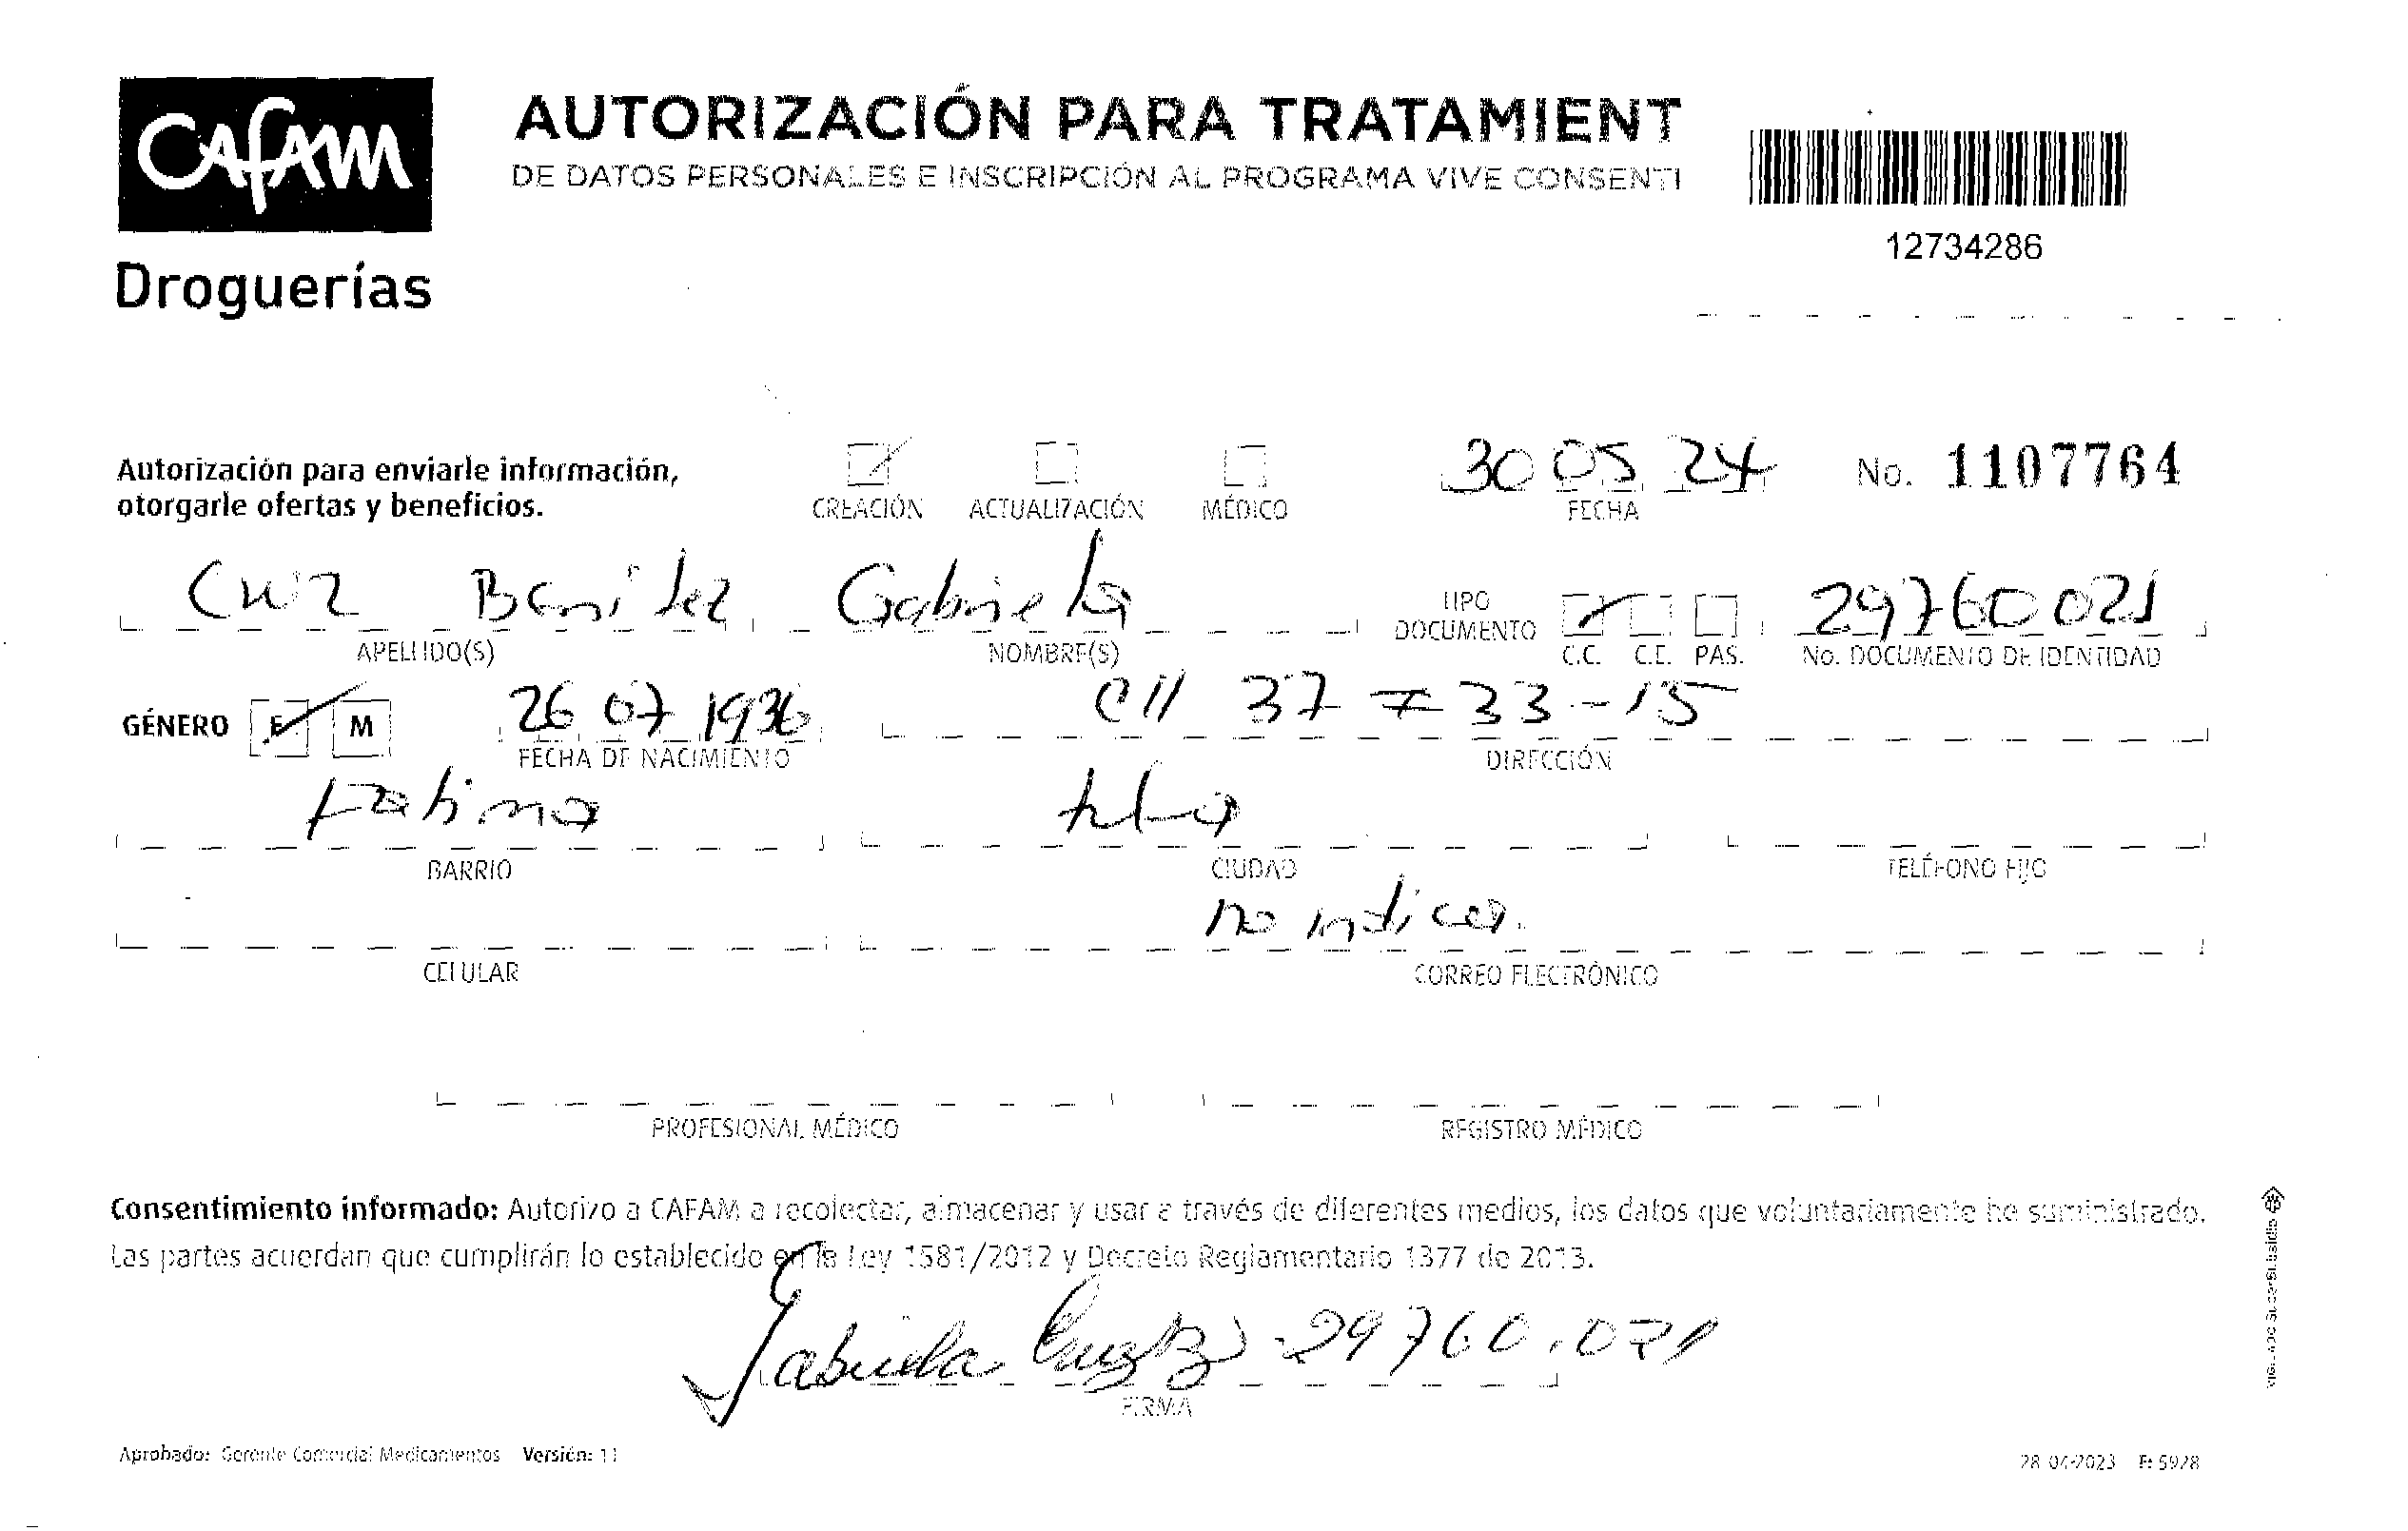 CAFAM
Droguerías
AUTORIZACIÓN PARA TRATAMIENT
DE DATOS PERSONALES E INSCRIPCIÓN AL PROGRAMA VIVE CONSENTI
12734286
Autorización para enviarle información,
otorgarle ofertas y beneficios.
CREACIÓN ACTUALIZACIÓN MÉDICO
30 05 24
FECHA
No. 1107764
Cruz Benitez Gabriela
APELLIDO(S) NOMBRE(S)
TIPO
DOCUMENTO
C.C. C.E. PAS.
29760021
No. DOCUMENTO DE IDENTIDAD
GÉNERO F M
26 07 1936
FECHA DE NACIMIENTO
Cll 37 # 33-15
DIRECCIÓN
Fatima
BARRIO
CIUDAD
TELÉFONO FIJO
CELULAR
no indica.
CORREO ELECTRÓNICO
PROFESIONAL MÉDICO
REGISTRO MÉDICO
Consentimiento informado: Autorizo a CAFAM a recolectar, almacenar y usar a través de diferentes medios, los datos que voluntariamente he suministrado.
Las partes acuerdan que cumplirán lo establecido en la Ley 1581/2012 y Decreto Reglamentario 1377 de 2013.
Gabriela Cruz B 29760.021
FIRMA
Aprobado: Gerente Comercial Medicamentos Versión: 11
28-04-2023 F: 5928
SuperSubsidio